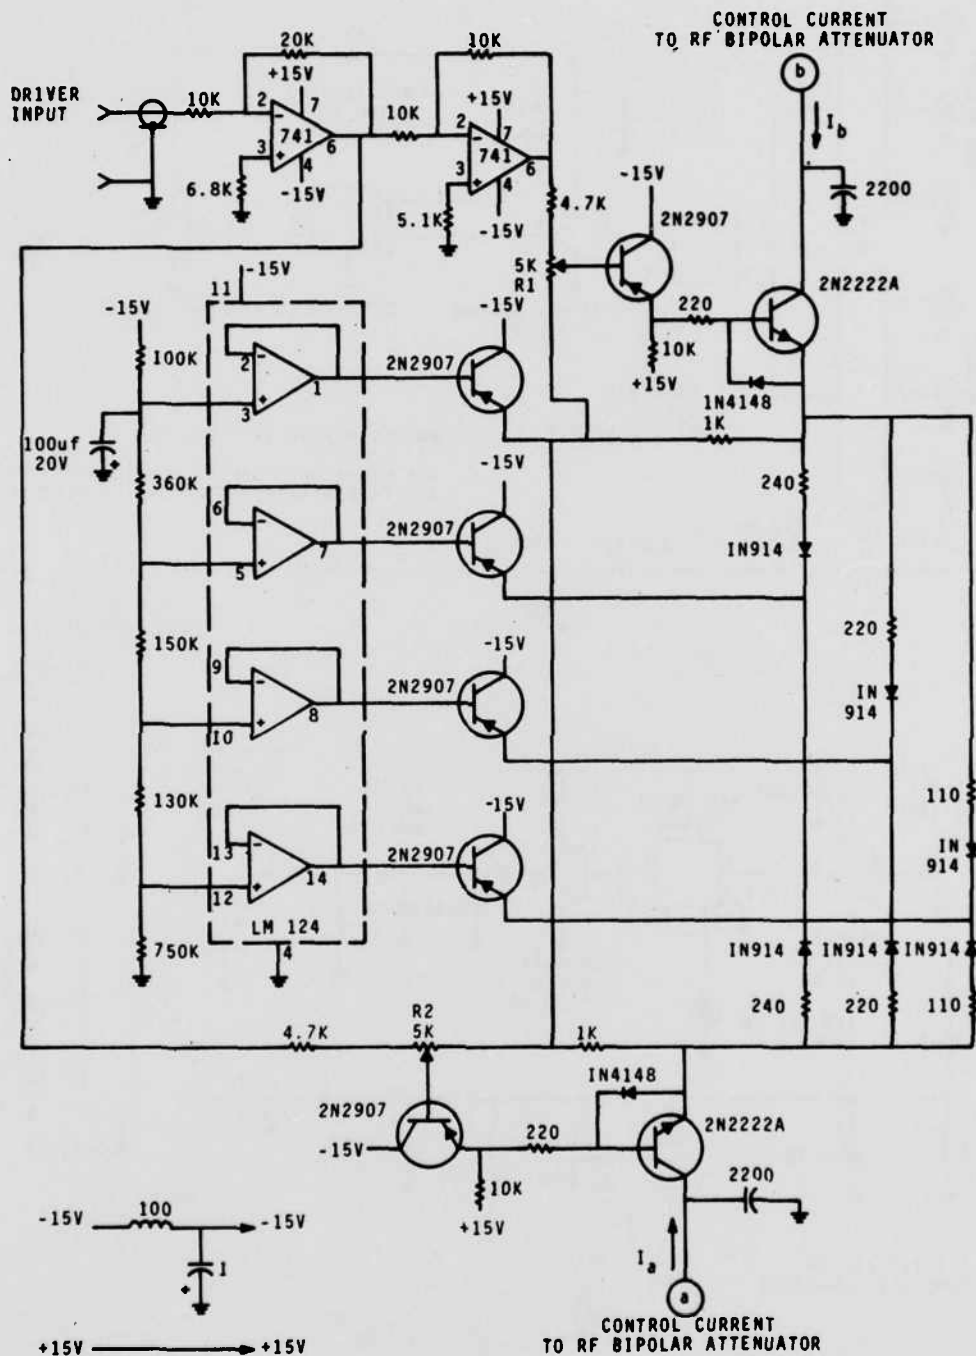 CONTROL CURRENT
TO RF BIPOLAR ATTENUATOR
b
I_b
2200
DRIVER
INPUT
10K
20K
+15V
2
7
741
3
4
6
-15V
6.8K
10K
10K
+15V
2
7
741
3
4
6
-15V
5.1K
4.7K
5K
R1
-15V
2N2907
220
10K
+15V
2N2222A
1N4148
1K
-15V
11
-15V
100K
2
3
1
2N2907
-15V
100uf
20V
360K
6
5
7
2N2907
-15V
240
IN914
150K
9
10
8
2N2907
-15V
220
IN
914
130K
13
12
14
2N2907
-15V
110
IN
914
LM 124
4
750K
IN914
IN914
IN914
240
220
110
4.7K
R2
5K
1K
IN4148
2N2907
-15V
220
10K
+15V
2N2222A
2200
I_a
a
-15V
100
-15V
1
+15V
+15V
CONTROL CURRENT
TO RF BIPOLAR ATTENUATOR